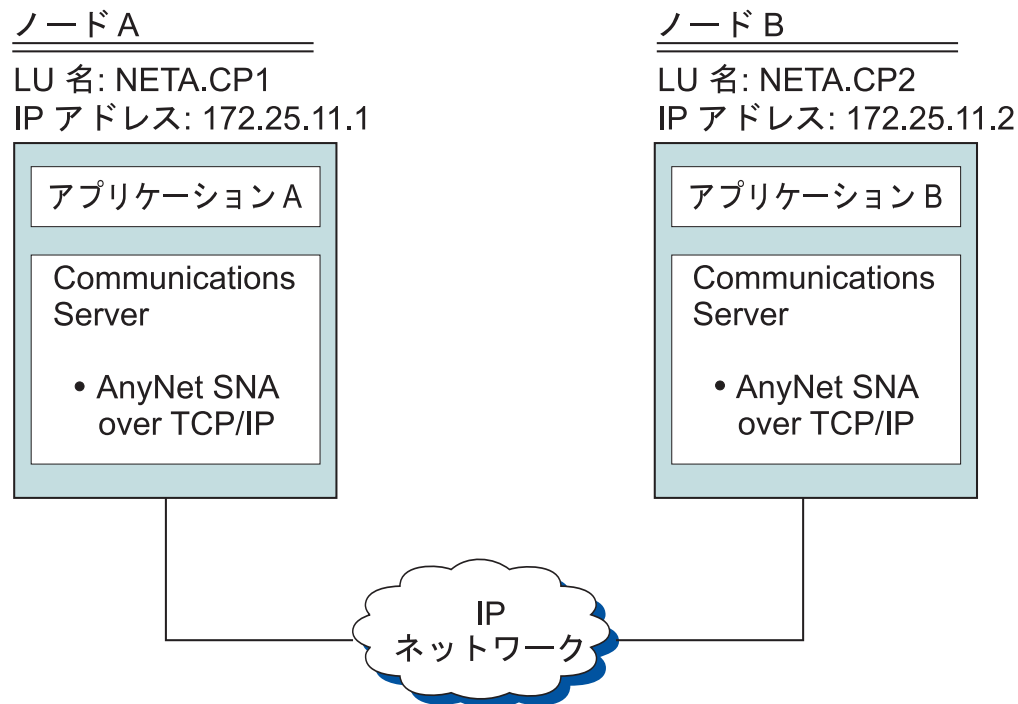 ノード A
LU 名: NETA.CP1
IP アドレス: 172.25.11.1
アプリケーション A
Communications
Server
• AnyNet SNA
over TCP/IP
ノード B
LU 名: NETA.CP2
IP アドレス: 172.25.11.2
アプリケーション B
Communications
Server
• AnyNet SNA
over TCP/IP
IP
ネットワーク